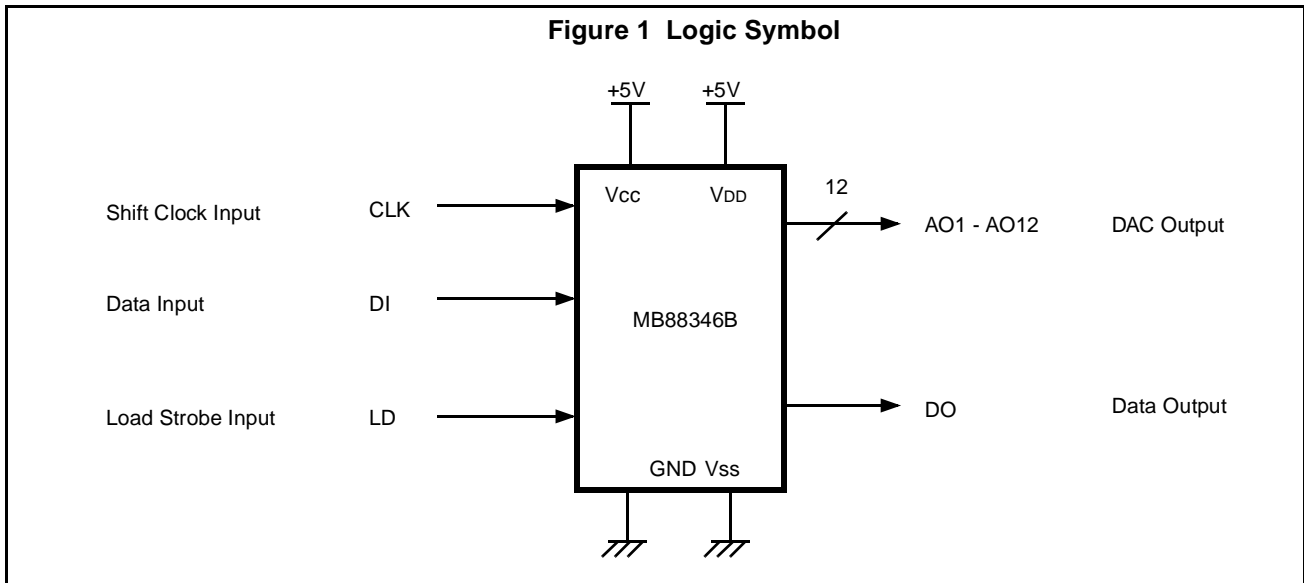 Figure 1 Logic Symbol
+5V +5V
Vcc VDD
12
Shift Clock Input CLK
AO1 - AO12 DAC Output
Data Input DI
MB88346B
Load Strobe Input LD
DO Data Output
GND Vss